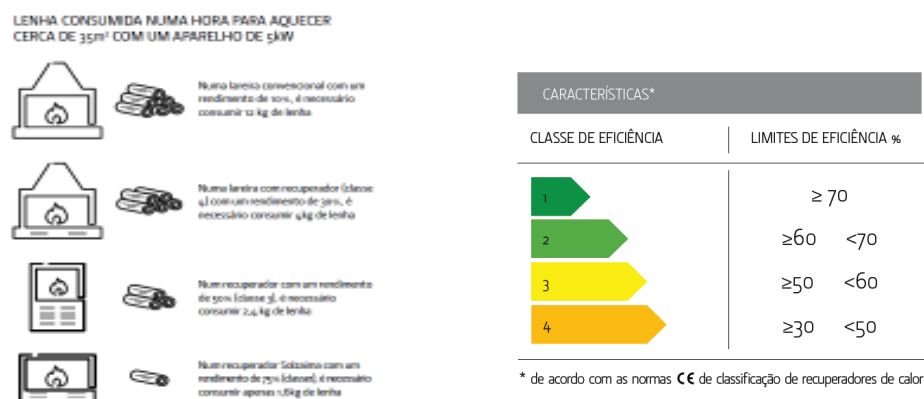 LENHA CONSUMIDA NUMA HORA PARA AQUECER
CERCA DE 35m² COM UM APARELHO DE 5kW
Numa lareira convencional com um
rendimento de 10%, é necessário
consumir 12 kg de lenha
Numa lareira com recuperador (classe
4) com um rendimento de 30%, é
necessário consumir 4kg de lenha
Num recuperador com um rendimento
de 50% (classe 3), é necessário
consumir 2,4 kg de lenha
Num recuperador Solzaima com um
rendimento de 75% (classe1), é necessário
consumir apenas 1,6kg de lenha
CARACTERÍSTICAS*
CLASSE DE EFICIÊNCIA LIMITES DE EFICIÊNCIA %
1 ≥ 70
2 ≥60 <70
3 ≥50 <60
4 ≥30 <50
* de acordo com as normas CE de classificação de recuperadores de calor